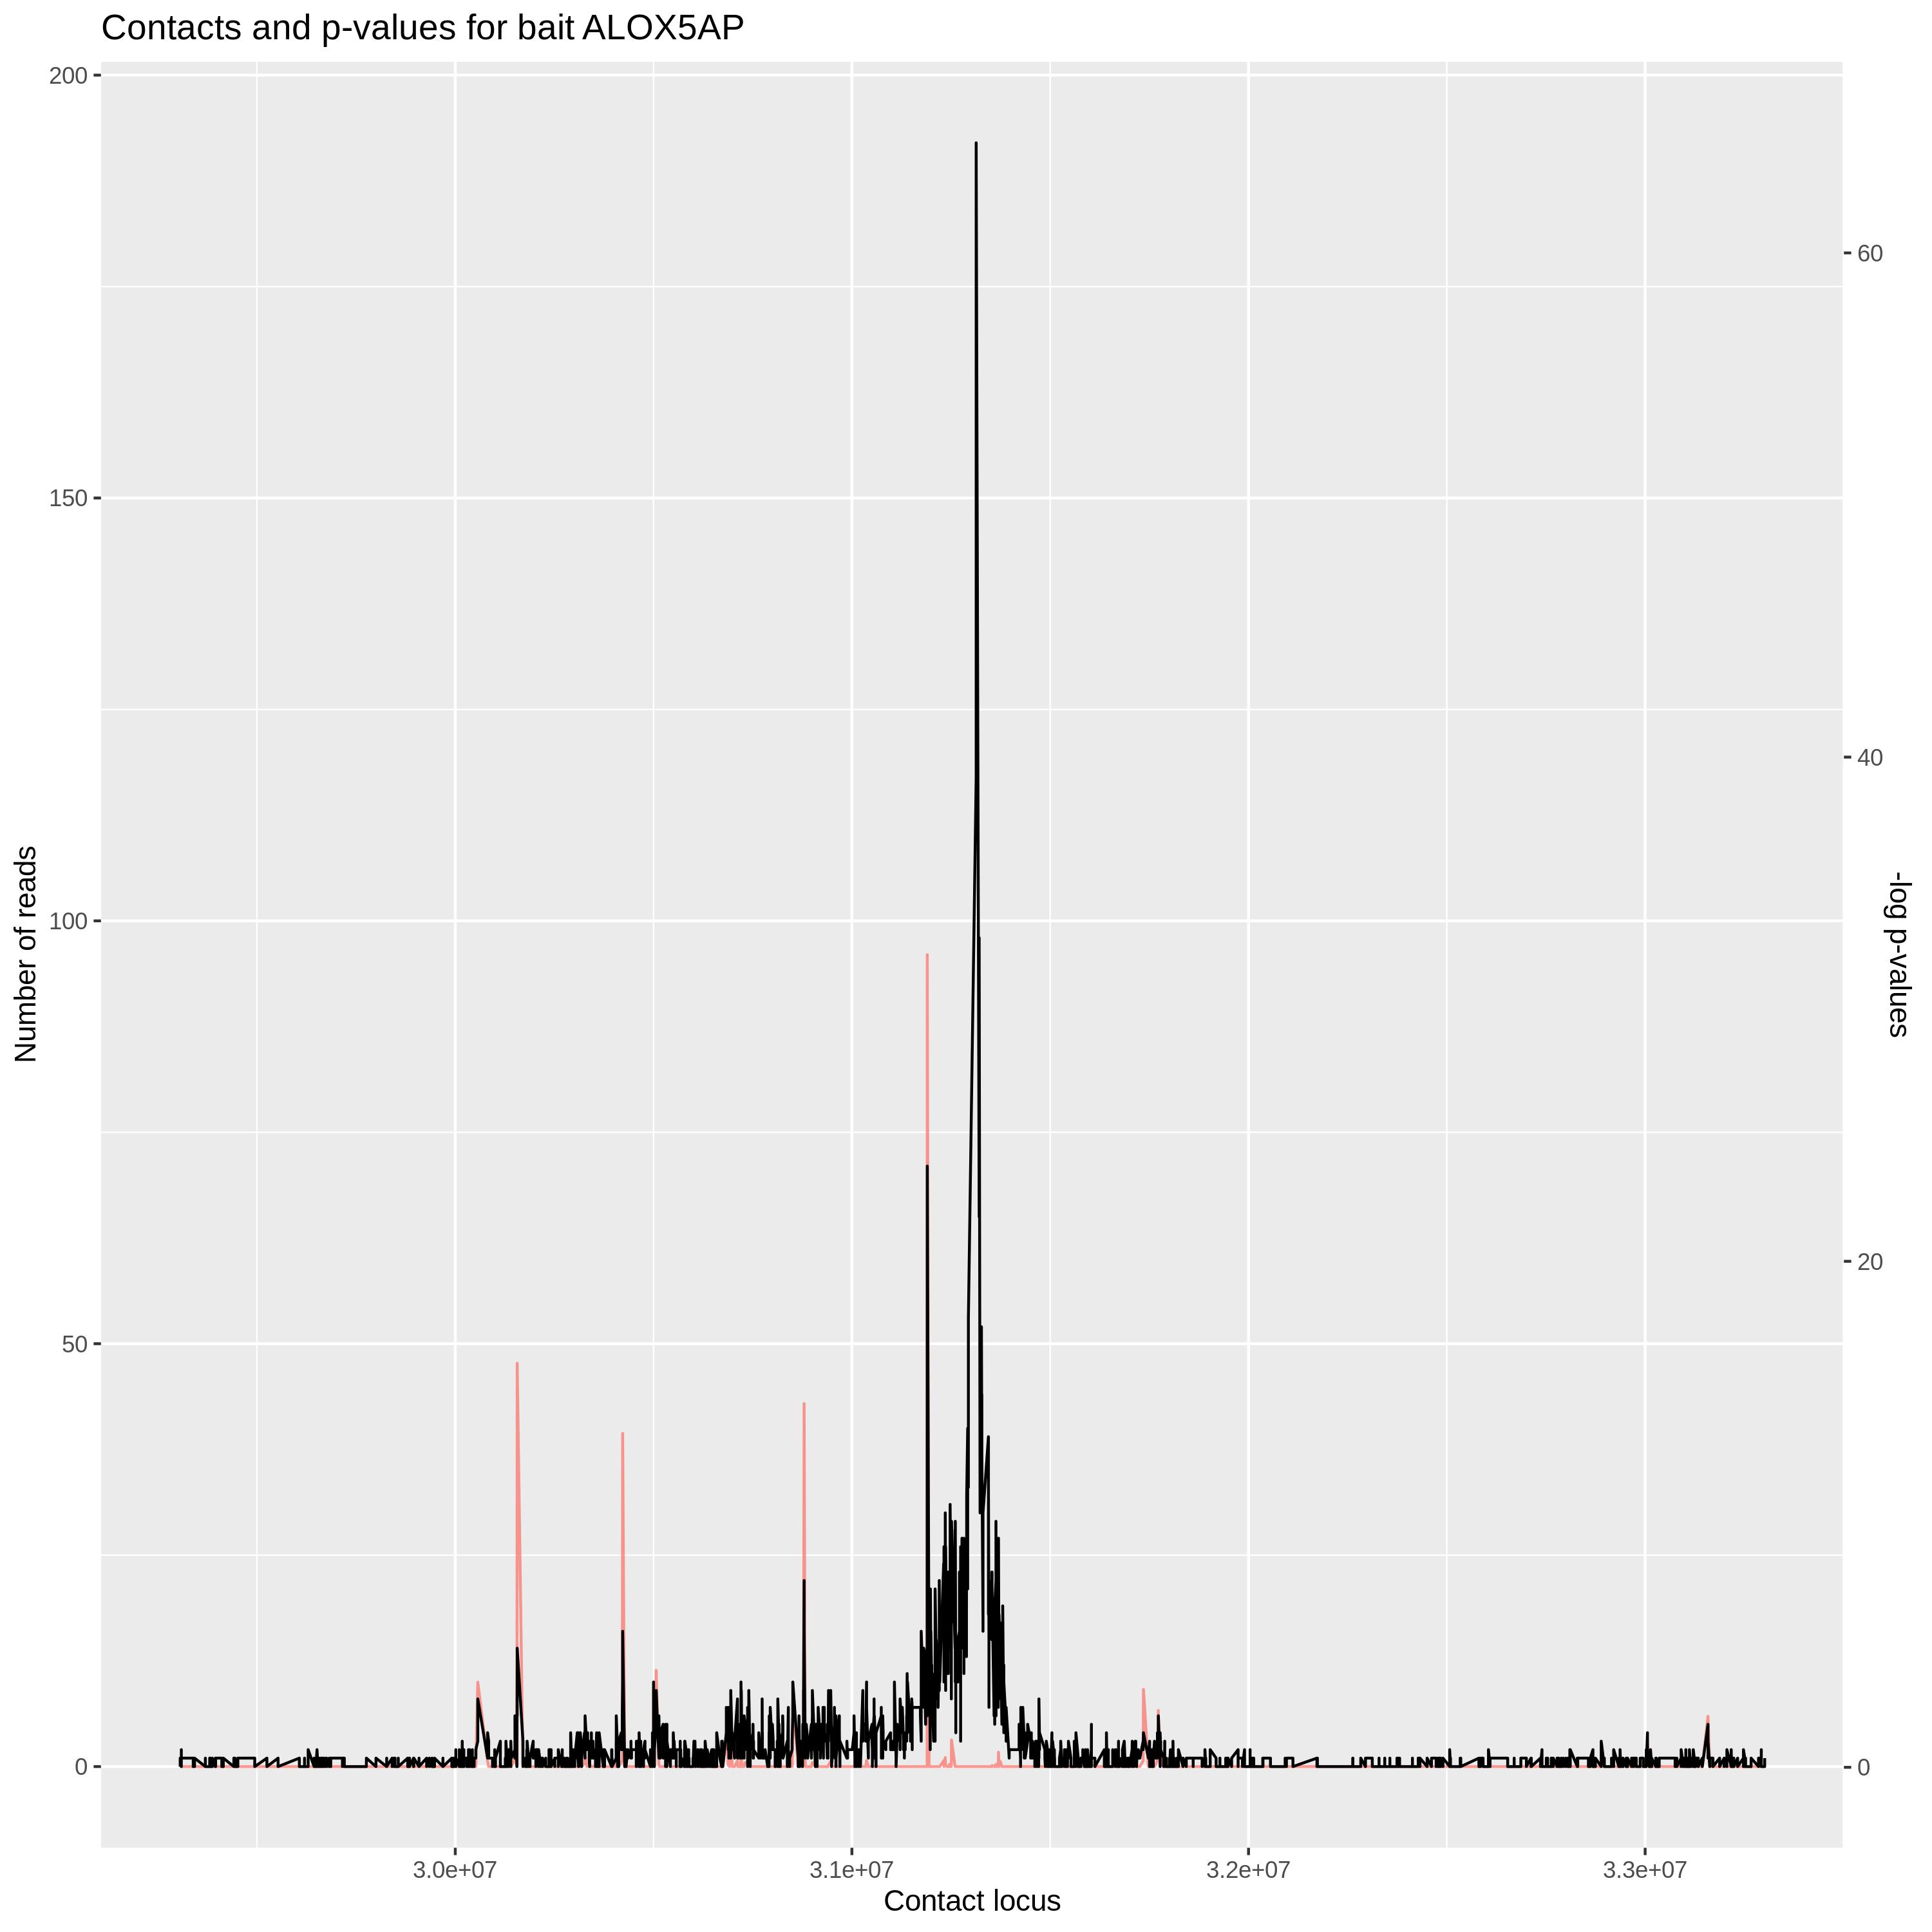 Contacts and p-values for bait ALOX5AP
200
150
100
50
0
60
40
20
0
Number of reads
-log p-values
3.0e+07 3.1e+07 3.2e+07 3.3e+07
Contact locus